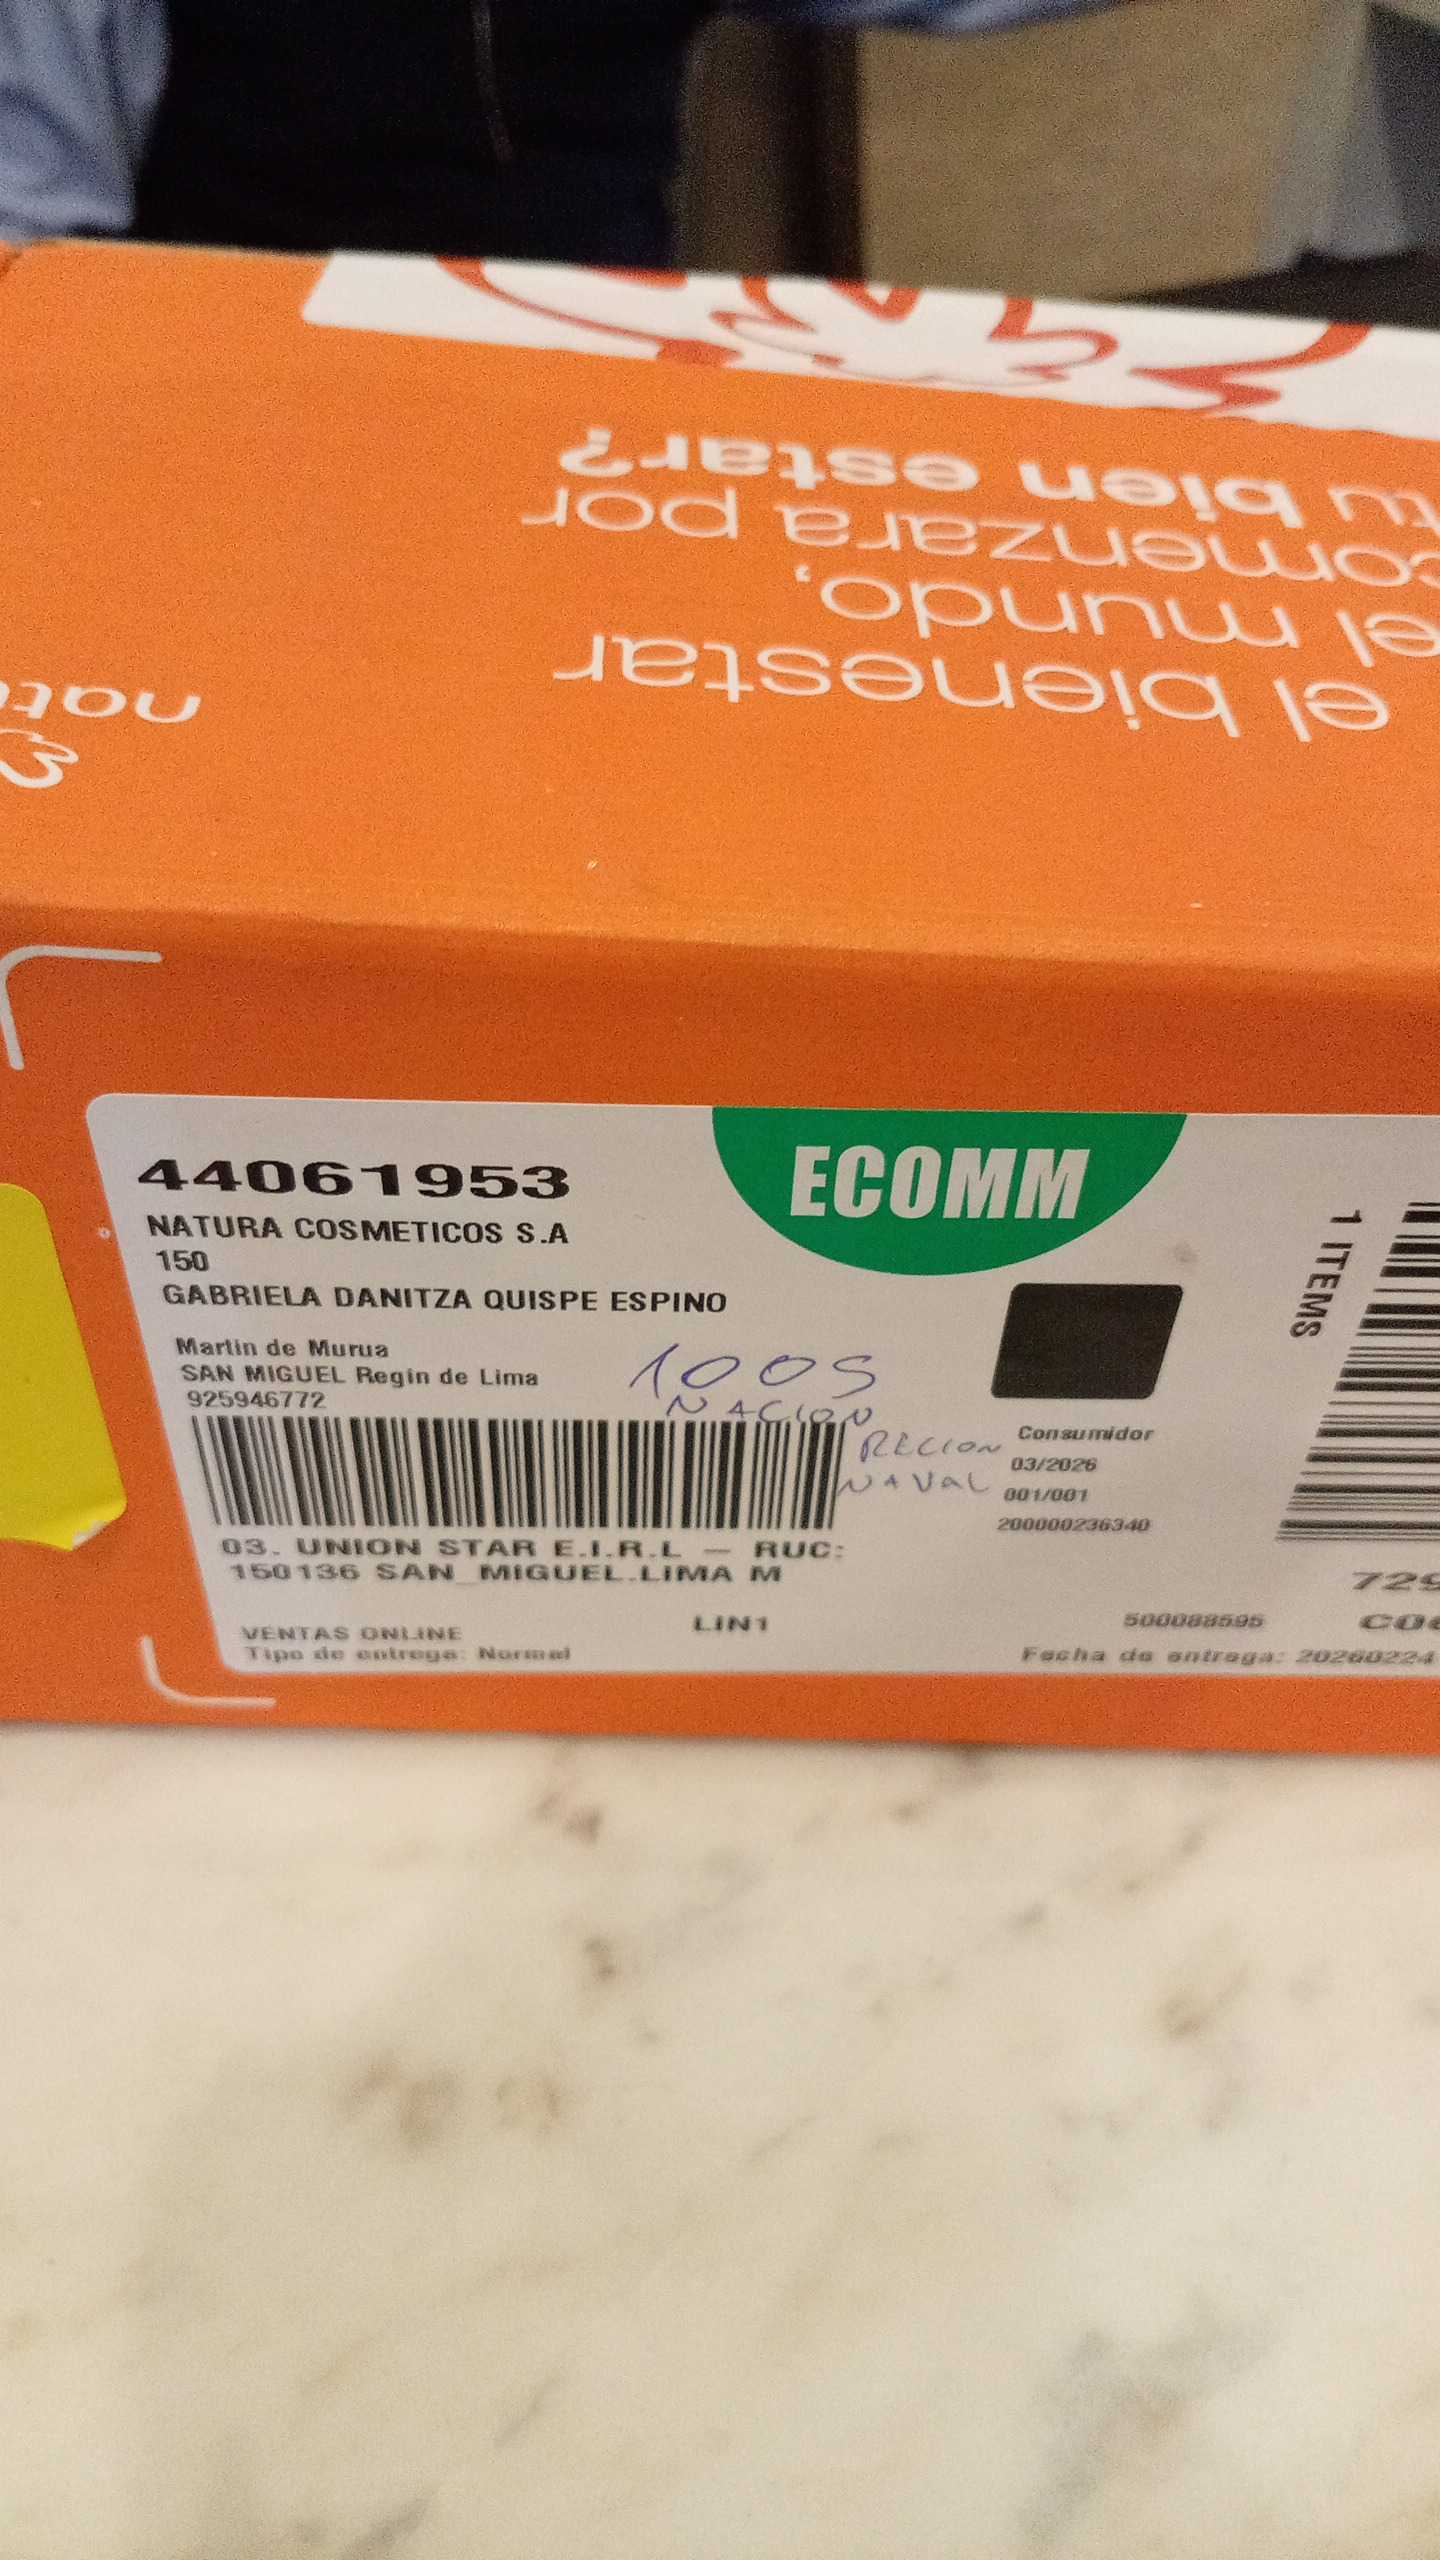 el bienestar
el mundo,
comenzara por
tu bien estar?
44061953
ECOMM
NATURA COSMETICOS S.A
150
GABRIELA DANITZA QUISPE ESPINO
Martin de Murua
SAN MIGUEL Regin de Lima
925946772
1005
NACION
NAVAL
1 ITEMS
Consumidor
03/2026
001/001
200000236340
03. UNION STAR E.I.R.L – RUC:
150136 SAN_MIGUEL.LIMA M
VENTAS ONLINE
LIN1
500088595
Tipo de entrega: Normal
Fecha de entrega: 20260224